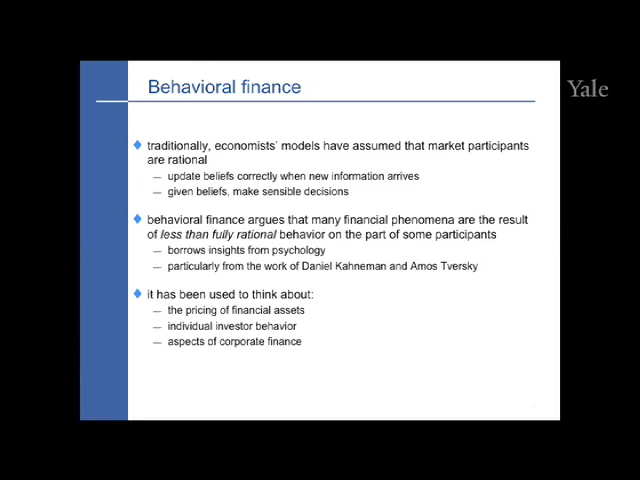 Behavioral finance
Yale
traditionally, economists' models have assumed that market participants
are rational
— update beliefs correctly when new information arrives
— given beliefs, make sensible decisions
behavioral finance argues that many financial phenomena are the result
of less than fully rational behavior on the part of some participants
— borrows insights from psychology
— particularly from the work of Daniel Kahneman and Amos Tversky
it has been used to think about:
— the pricing of financial assets
— individual investor behavior
— aspects of corporate finance